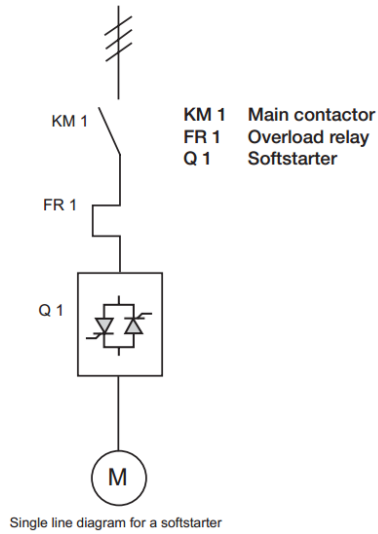 KM 1
KM 1 Main contactor
FR 1 Overload relay
Q 1 Softstarter
FR 1
Q 1
M
Single line diagram for a softstarter